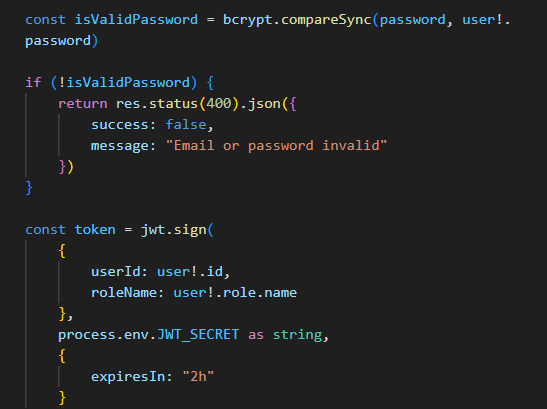 const isValidPassword = bcrypt.compareSync(password, user!.
password)
if (!isValidPassword) {
return res.status(400).json({
success: false,
message: "Email or password invalid"
})
}
const token = jwt.sign(
{
userId: user!.id,
roleName: user!.role.name
},
process.env.JWT_SECRET as string,
{
expiresIn: "2h"
}